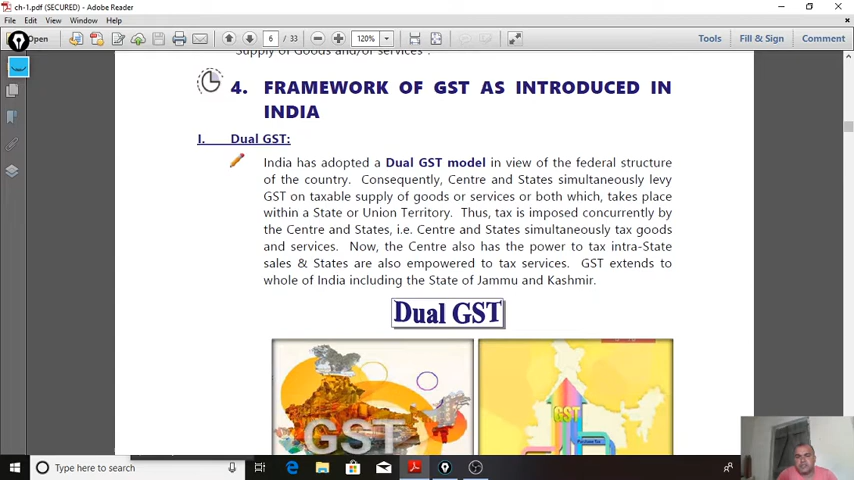 ch-1.pdf (SECURED) - Adobe Reader
File Edit View Window Help
Open 6 / 33 120% Tools Fill & Sign Comment
Supply of Goods and/or services".
4. FRAMEWORK OF GST AS INTRODUCED IN
INDIA
I. Dual GST:
India has adopted a Dual GST model in view of the federal structure
of the country. Consequently, Centre and States simultaneously levy
GST on taxable supply of goods or services or both which, takes place
within a State or Union Territory. Thus, tax is imposed concurrently by
the Centre and States, i.e. Centre and States simultaneously tax goods
and services. Now, the Centre also has the power to tax intra-State
sales & States are also empowered to tax services. GST extends to
whole of India including the State of Jammu and Kashmir.
Dual GST
GST
GST
Purchase Tax
Type here to search